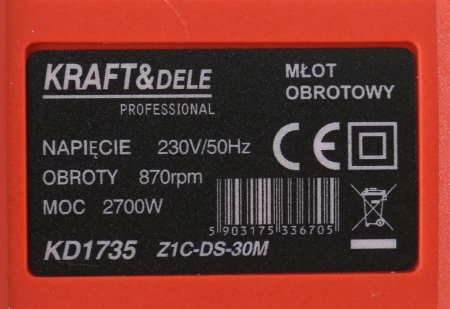 KRAFT&DELE
PROFESSIONAL
MŁOT
OBROTOWY
NAPIĘCIE 230V/50Hz
OBROTY 870rpm
MOC 2700W
CE
5 903175 336705
KD1735 Z1C-DS-30M